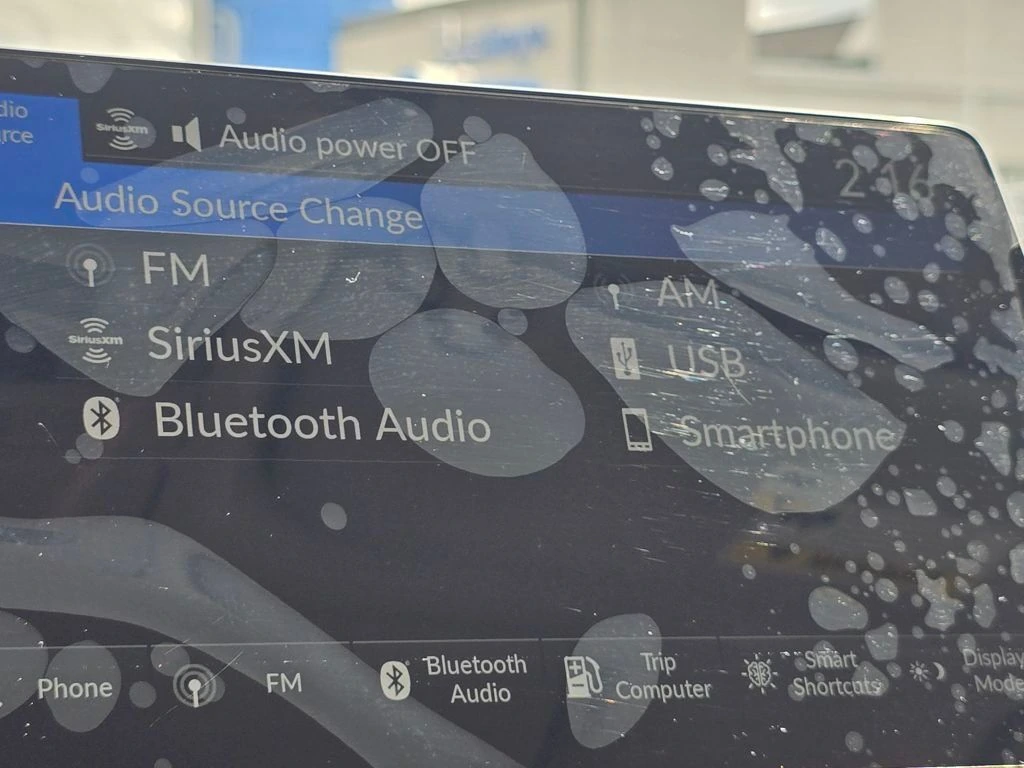 dio
rce
SiriusXM Audio power OFF
2:16
Audio Source Change
FM
AM
SiriusXM SiriusXM
USB
Bluetooth Audio
Smartphone
Phone
FM
Bluetooth
Audio
Trip
Computer
Smart
Shortcuts
Display
Mode